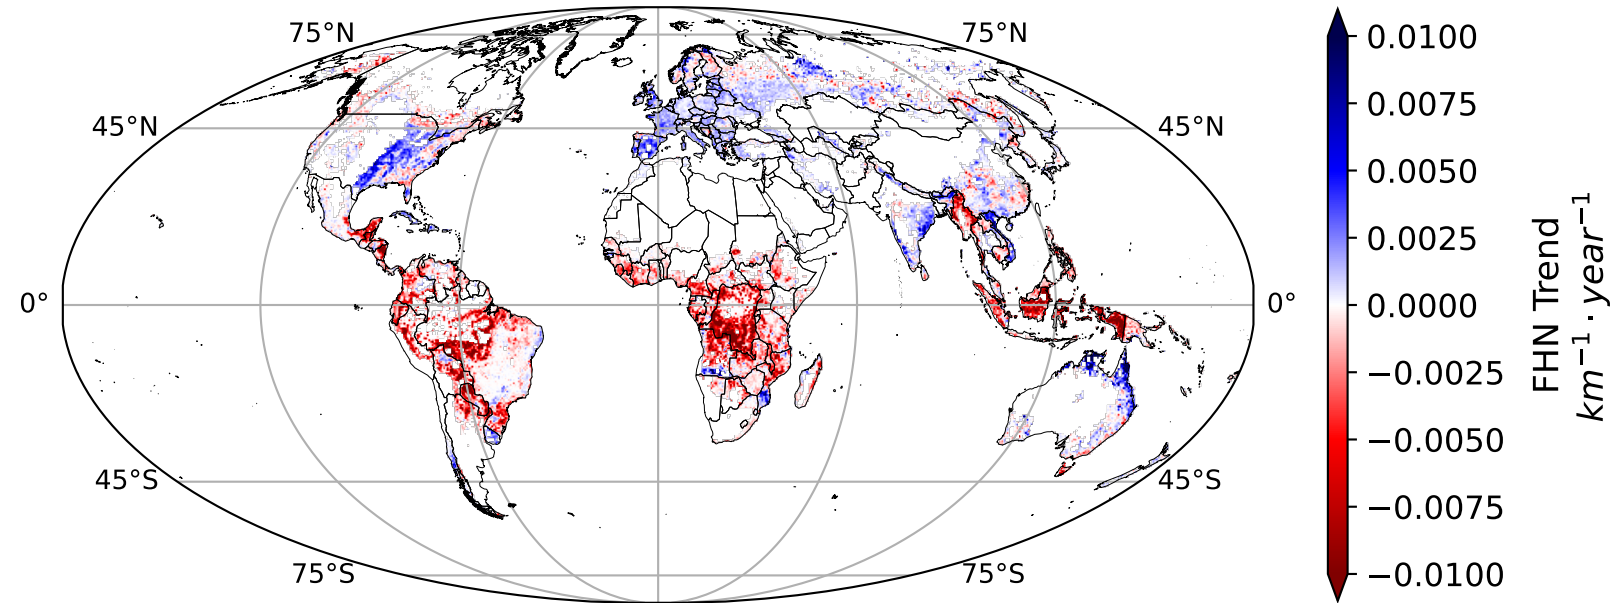 75°N
75°N
45°N
45°N
0°
0°
45°S
45°S
75°S
75°S
0.0100
0.0075
0.0050
0.0025
0.0000
−0.0025
−0.0050
−0.0075
−0.0100
FHN Trend
km⁻¹ · year⁻¹